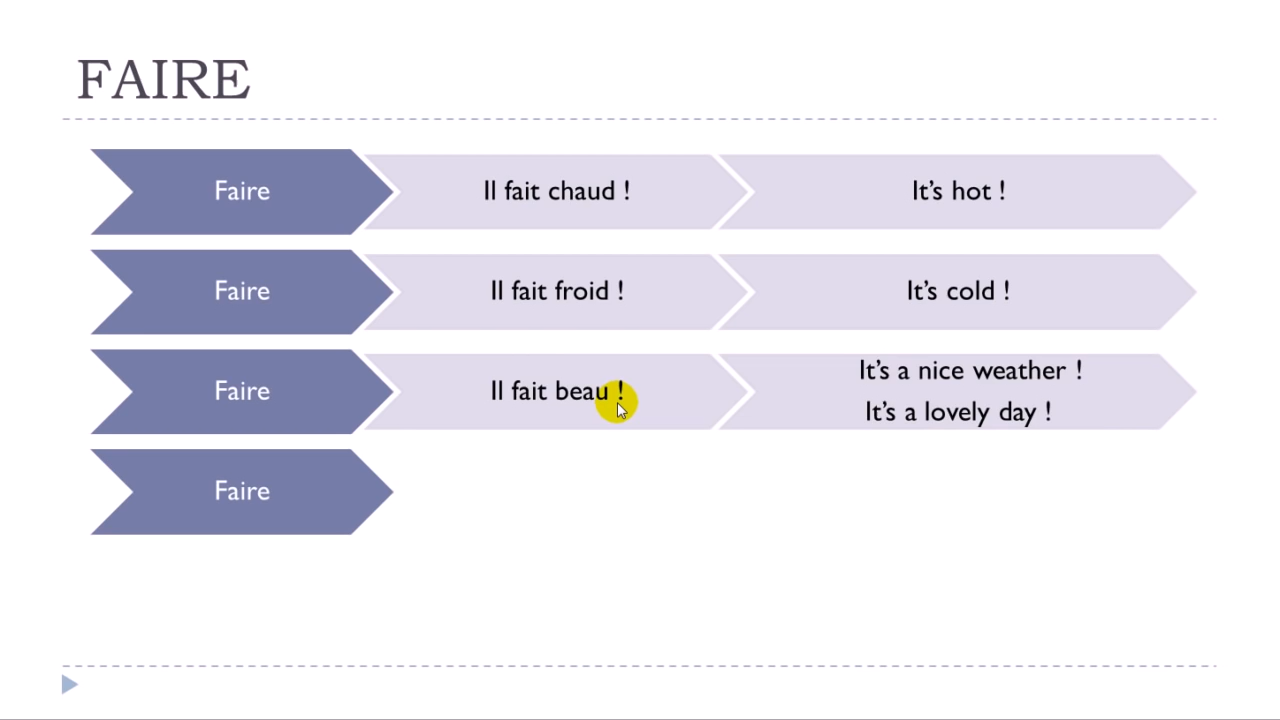 FAIRE
Faire
Il fait chaud !
It's hot !
Faire
Il fait froid !
It's cold !
Faire
Il fait beau !
It's a nice weather !
It's a lovely day !
Faire